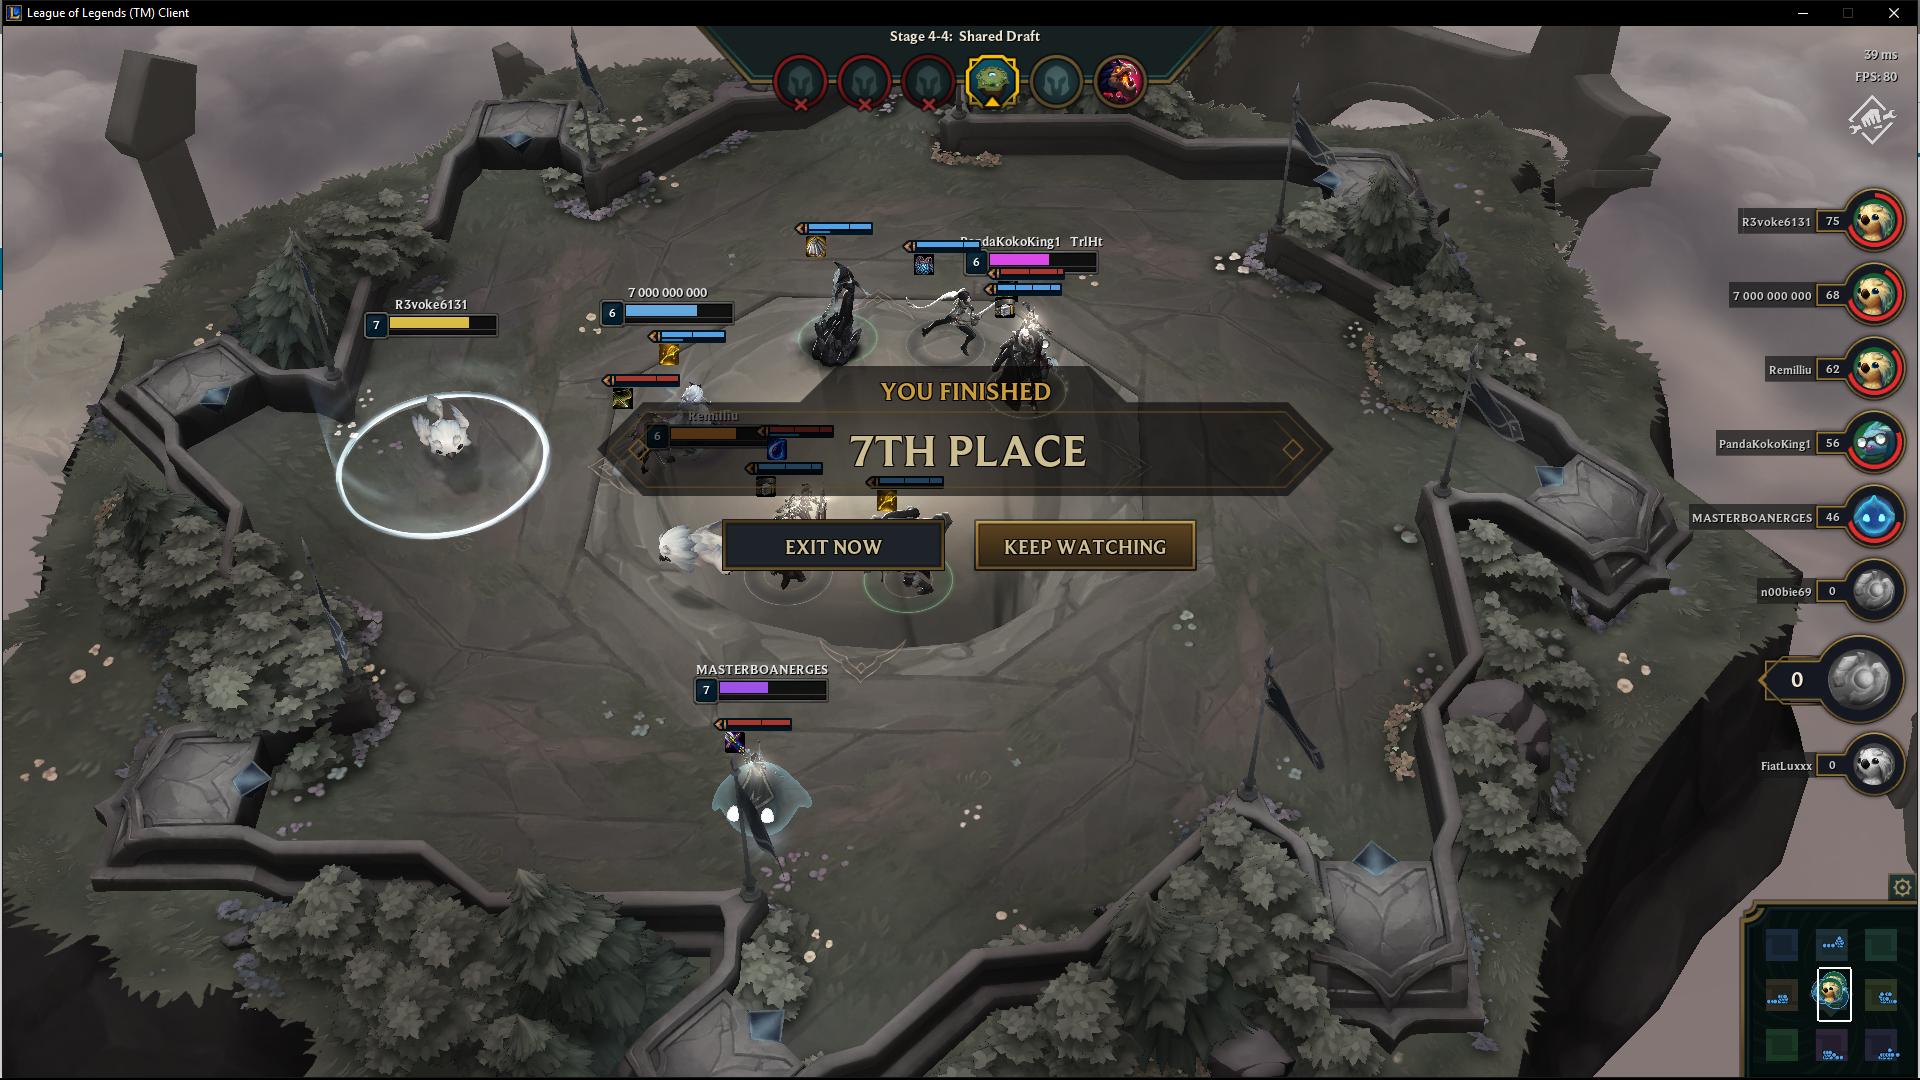 League of Legends (TM) Client
Stage 4-4: Shared Draft
39 ms
FPS: 80
R3voke6131 75
7 000 000 000 68
Remilliu 62
PandaKokoKing1 56
MASTERBOANERGES 46
n00bie69 0
0
FiatLuxxx 0
PandaKokoKing1 TrlHt
6
7 000 000 000
6
R3voke6131
7
Remilliu
6
YOU FINISHED
7TH PLACE
EXIT NOW
KEEP WATCHING
MASTERBOANERGES
7